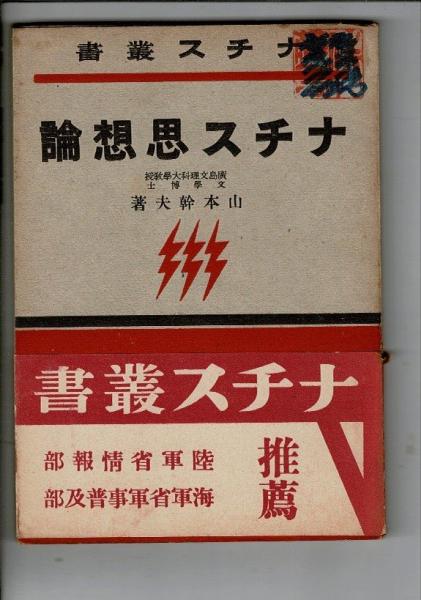 ナチス叢書
ナチス思想論
廣島文理科大學教授
文學博士
山本幹夫著
ナチス叢書
推薦
陸軍省情報部
海軍省軍事普及部